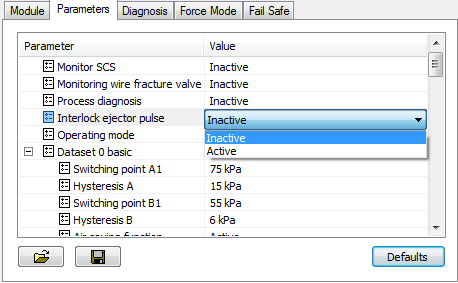 Module Parameters Diagnosis Force Mode Fail Safe
Parameter Value
Monitor SCS Inactive
Monitoring wire fracture valve Inactive
Process diagnosis Inactive
Interlock ejector pulse Inactive
Operating mode Inactive
Dataset 0 basic Active
Switching point A1 75 kPa
Hysteresis A 15 kPa
Switching point B1 55 kPa
Hysteresis B 6 kPa
Air saving function Active
Defaults